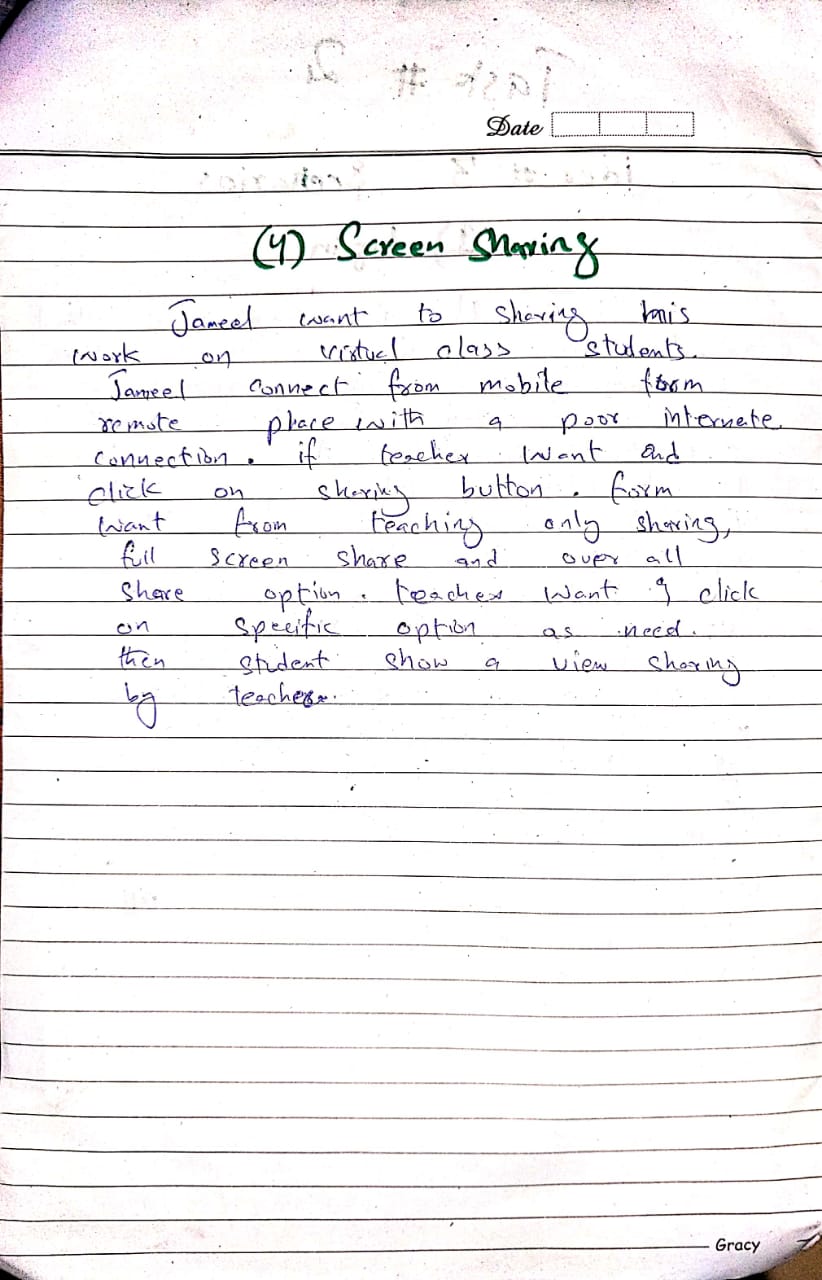 Task # 2
Date
(4) Screen Sharing
Jameel want to sharing this
work on virtual class students.
Jameel connect from mobile form
remote place with a poor internete
connection. if teacher want and
click on sharing button. form
want from teaching only sharing,
full screen share and over all
share option. teacher want & click
on specific option as need.
then student show a view sharing
by teacher.
Gracy